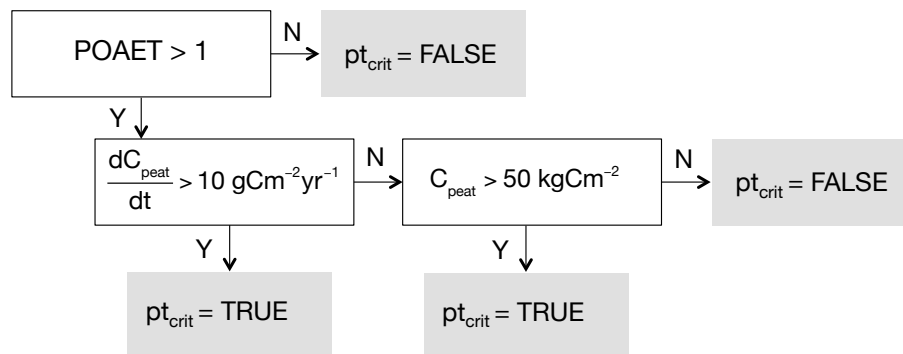 POAET > 1
N
pt_crit = FALSE
Y
dC_peat
dt
> 10 gCm⁻²yr⁻¹
N
C_peat > 50 kgCm⁻²
N
pt_crit = FALSE
Y
Y
pt_crit = TRUE
pt_crit = TRUE